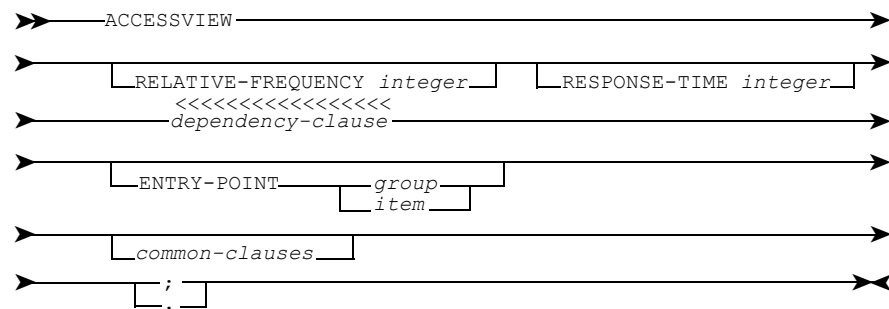 ACCESSVIEW
RELATIVE-FREQUENCY integer RESPONSE-TIME integer
<<<<<<<<<<<<<<<<<
dependency-clause
ENTRY-POINT group
item
common-clauses
;
.